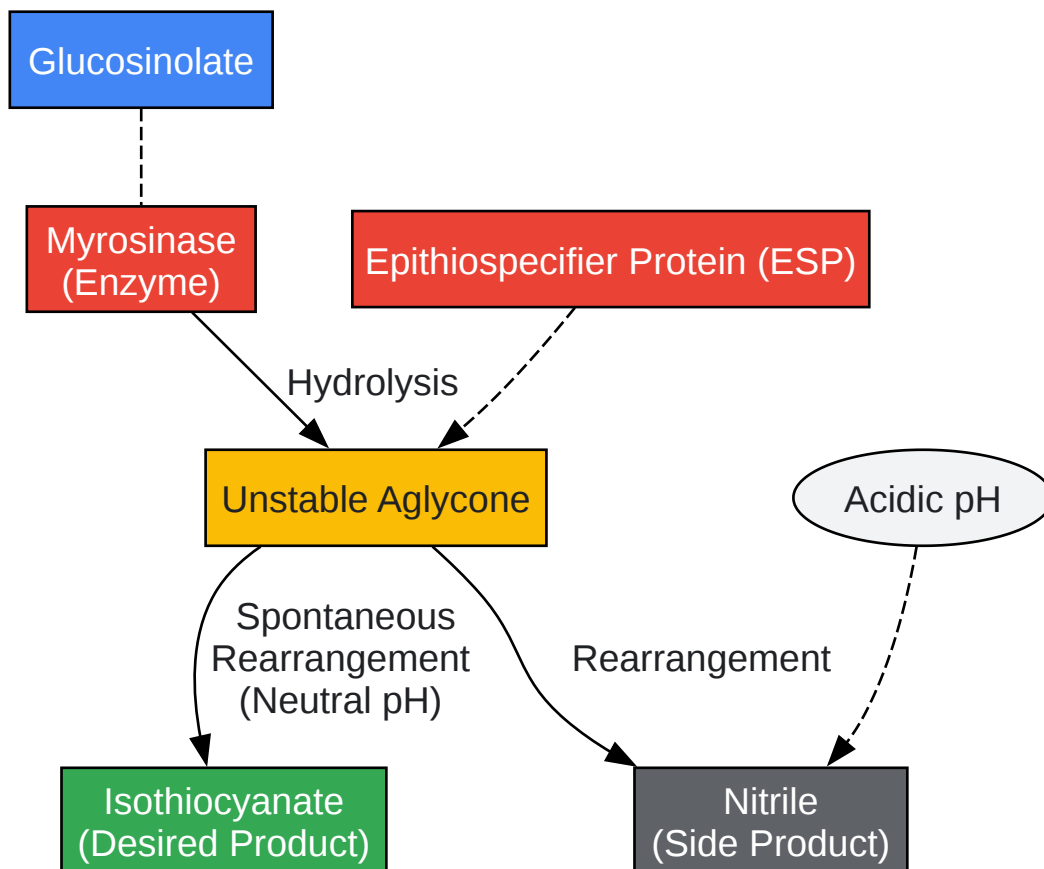 Glucosinolate
Myrosinase
(Enzyme)
Epithiospecifier Protein (ESP)
Hydrolysis
Unstable Aglycone
Acidic pH
Spontaneous
Rearrangement
(Neutral pH)
Rearrangement
Isothiocyanate
(Desired Product)
Nitrile
(Side Product)